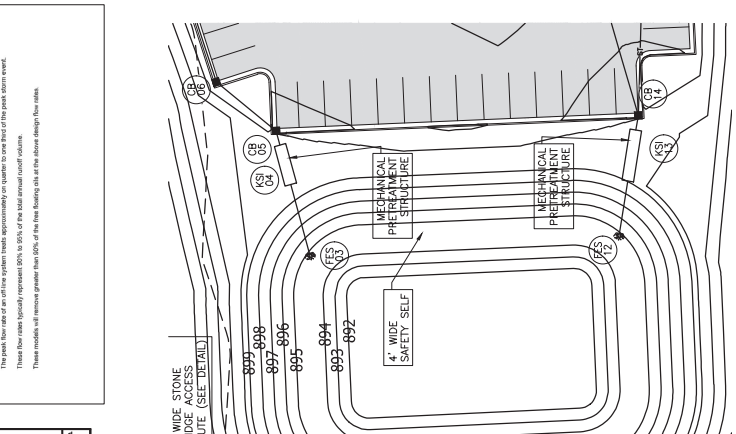 The peak flow rate of an off-line system treats approximately on quarter to one third of the peak storm event.
These flow rates typically represent 90% to 95% of the total annual runoff volume.
These models will remove greater than 90% of the free floating oils at the above design flow rates.
CB
06
CB
05
KSI
04
MECHANICAL
PRETREATMENT
STRUCTURE
MECHANICAL
PRETREATMENT
STRUCTURE
ST
CB
14
KSI
13
FES
03
FES
12
4' WIDE
SAFETY SELF
899
898
897
896
895
894
893
892
WIDE STONE
DGE ACCESS
UTE (SEE DETAIL)